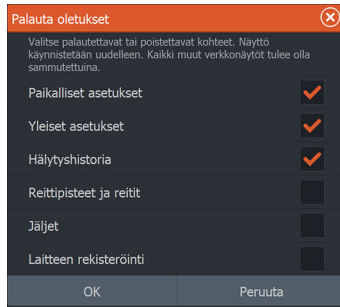 Palauta oletukset
Valitse palautettavat tai poistettavat kohteet. Näyttö
käynnistetään uudelleen. Kaikki muut verkkonäytöt tulee olla
sammutettuina.
Paikalliset asetukset
Yleiset asetukset
Hälytyshistoria
Reittipisteet ja reitit
Jäljet
Laitteen rekisteröinti
OK Peruuta